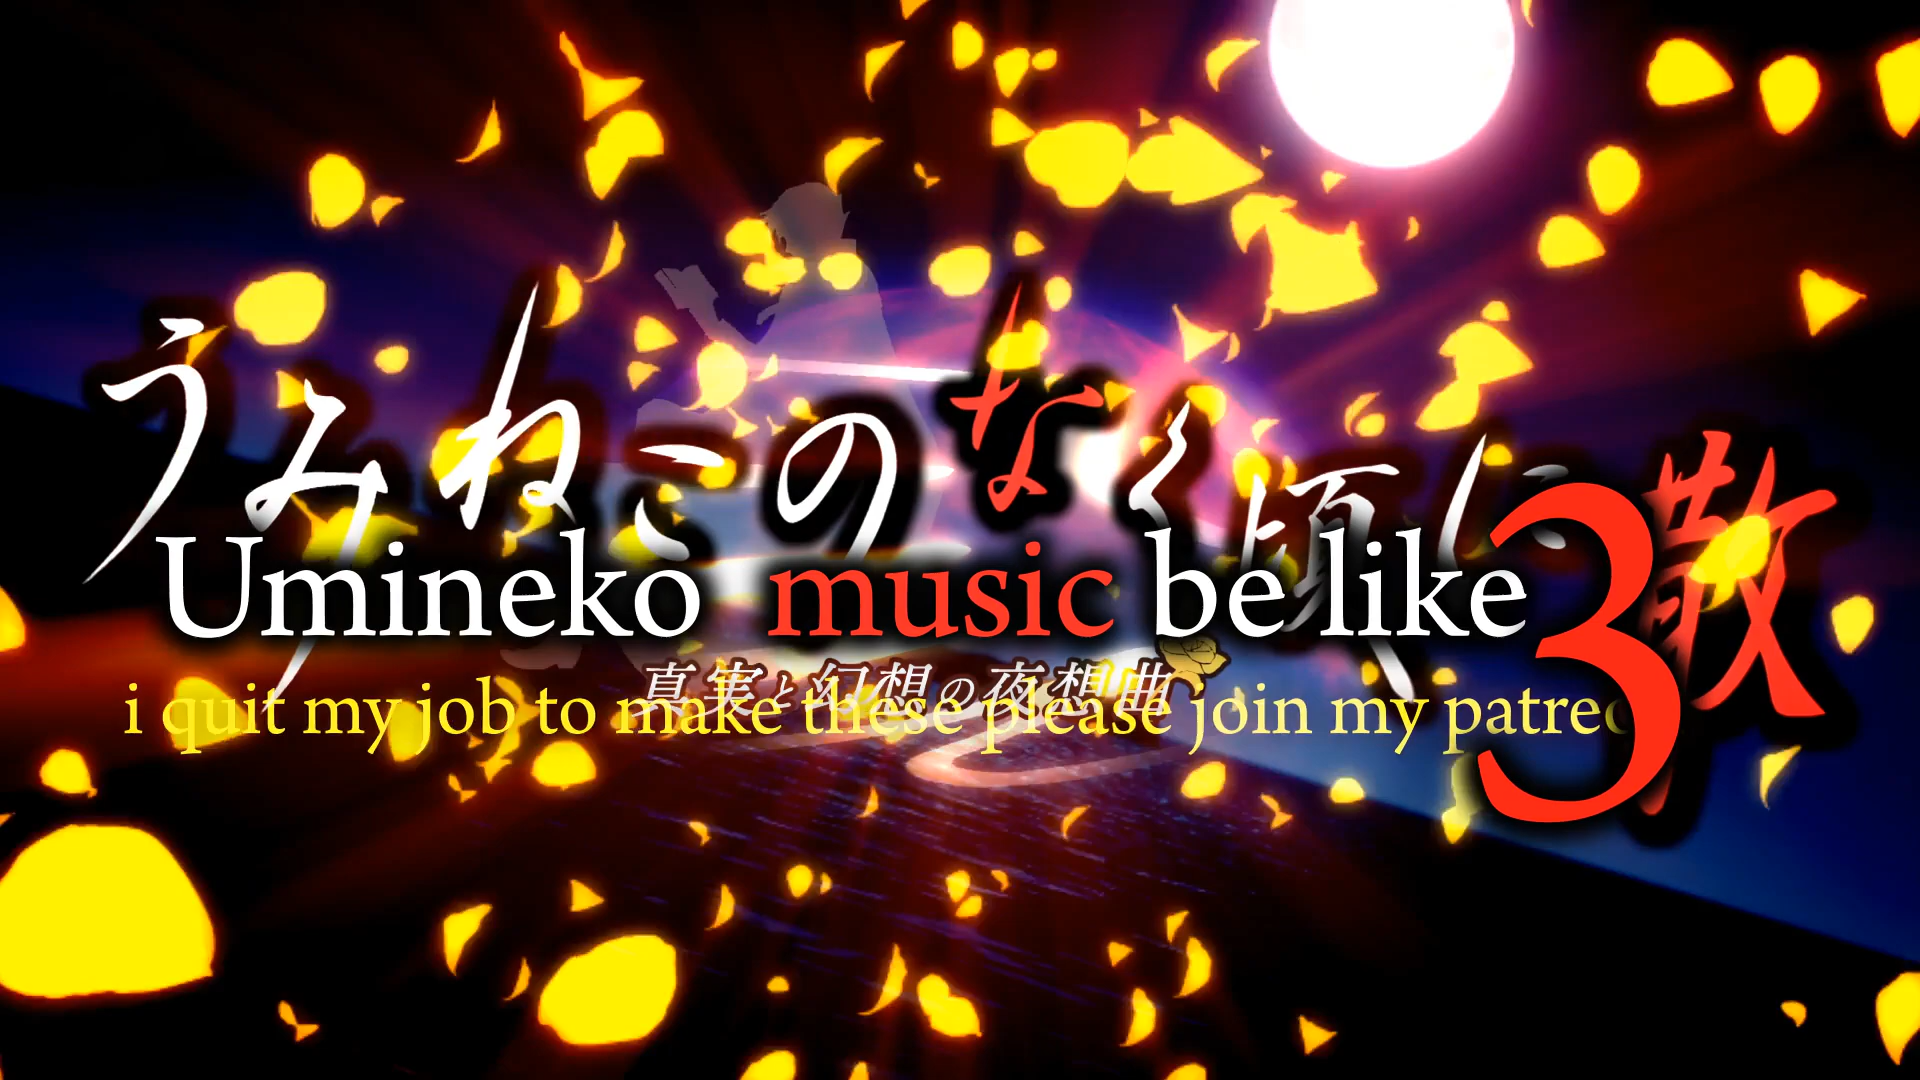 うみねこのなく頃に散
Umineko music be like 3
真実と幻想の夜想曲
i quit my job to make these please join my patreo